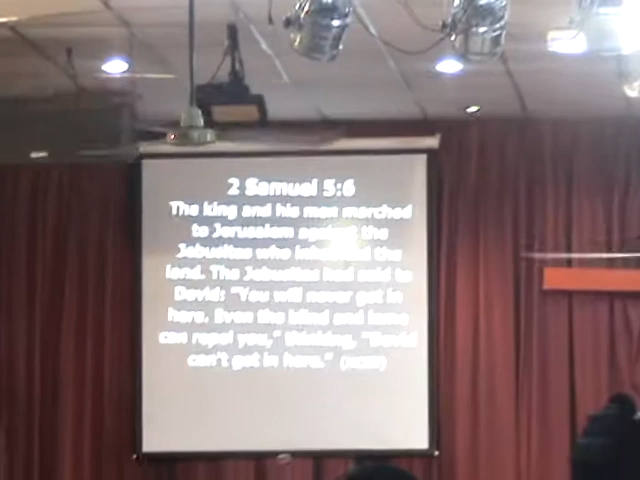 2 Samuel 5:6
The king and his men marched
to Jerusalem against the
Jebusites who inhabited the
land. The Jebusites had said to
David: "You will never get in
here. Even the blind and lame
can repel you," thinking, "David
can't get in here."